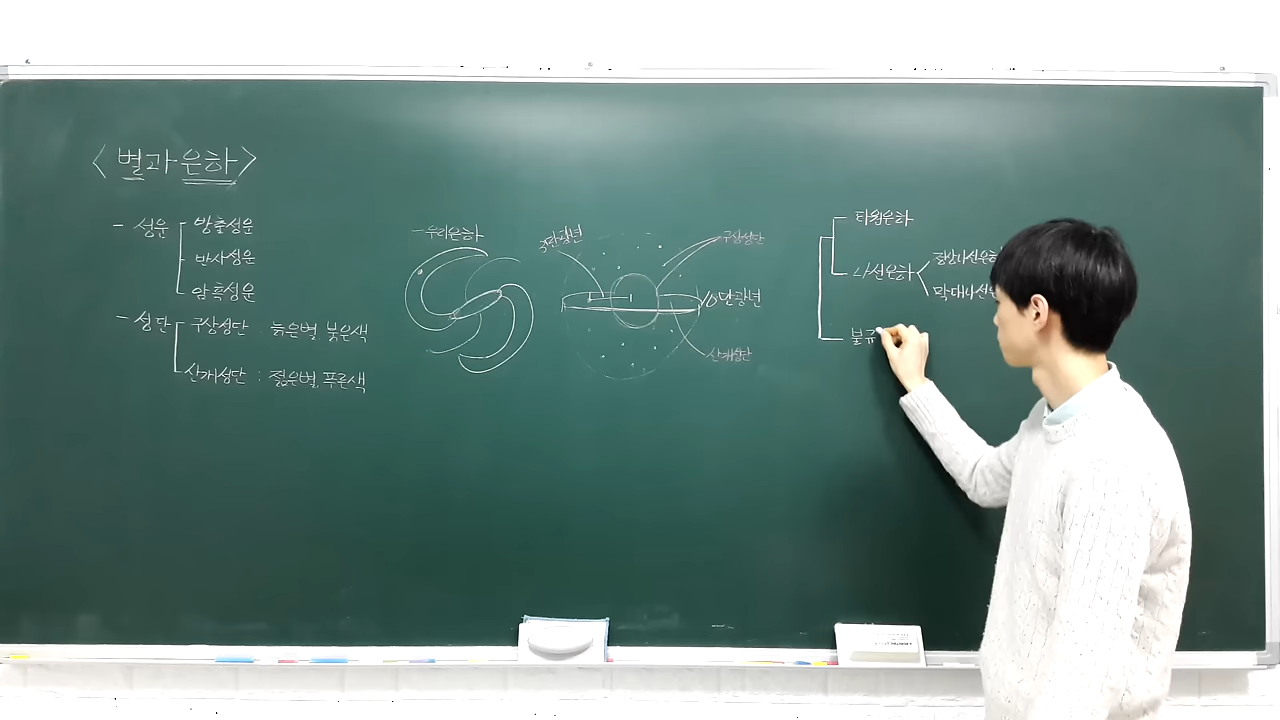 <별과 은하>
- 성운
방출성운
반사성운
암흑성운
- 성단
구상성단 : 늙은별 붉은색
산개성단 : 젊은별, 푸른색
- 우리은하
3만광년
구상성단
10만광년
산개성단
타원은하
나선은하
정상나선은하
막대나선은
불규